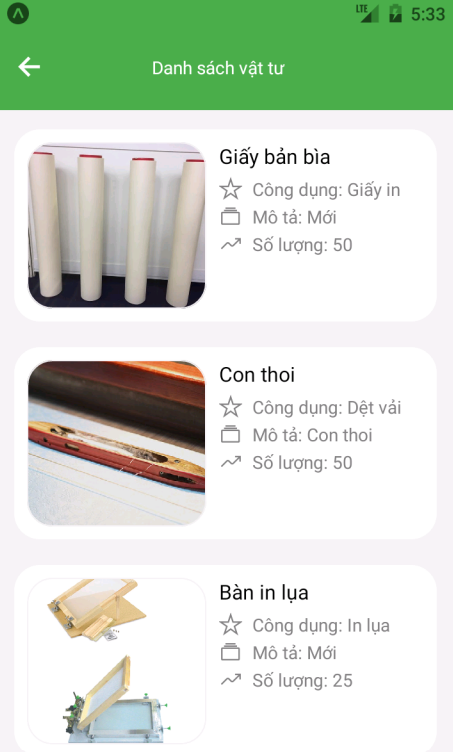 LTE 5:33
Danh sách vật tư
Giấy bản bìa
Công dụng: Giấy in
Mô tả: Mới
Số lượng: 50
Con thoi
Công dụng: Dệt vải
Mô tả: Con thoi
Số lượng: 50
Bàn in lụa
Công dụng: In lụa
Mô tả: Mới
Số lượng: 25